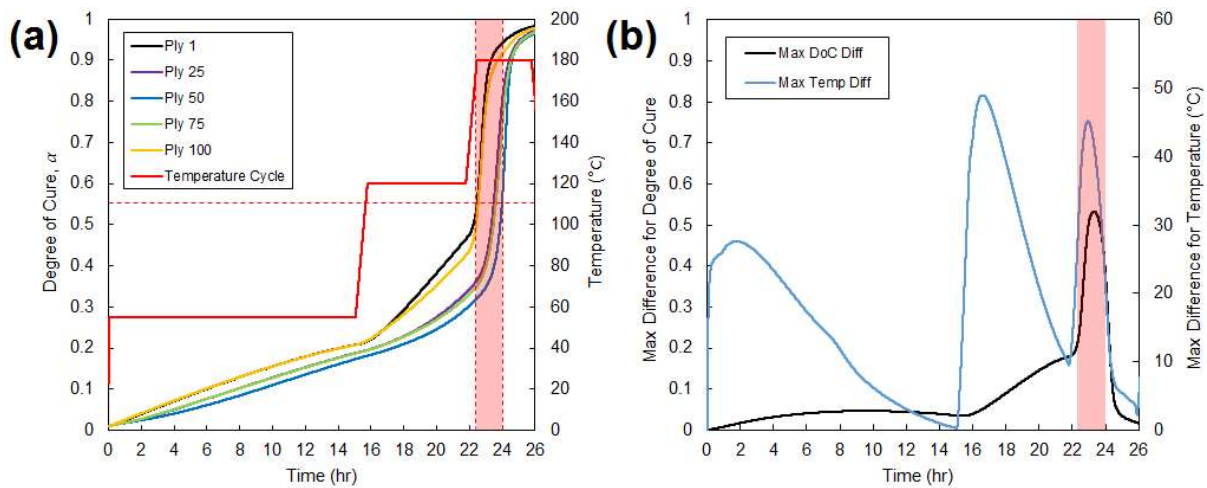 (a)
Ply 1
Ply 25
Ply 50
Ply 75
Ply 100
Temperature Cycle
Degree of Cure, α
1
0.9
0.8
0.7
0.6
0.5
0.4
0.3
0.2
0.1
0
200
180
160
140
120
100
80
60
40
20
0
Temperature (°C)
0 2 4 6 8 10 12 14 16 18 20 22 24 26
Time (hr)
(b)
Max DoC Diff
Max Temp Diff
Max Difference for Degree of Cure
1
0.9
0.8
0.7
0.6
0.5
0.4
0.3
0.2
0.1
0
60
50
40
30
20
10
0
Max Difference for Temperature (°C)
0 2 4 6 8 10 12 14 16 18 20 22 24 26
Time (hr)